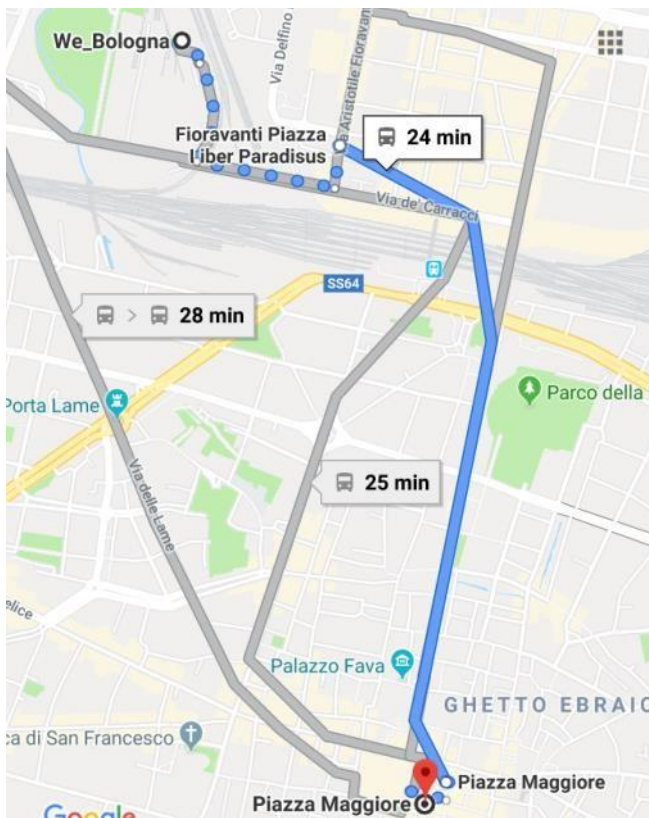 We_Bologna
Via Delfino
a Aristotile Fioravan
Fioravanti Piazza
Liber Paradisus
24 min
Via de' Carracci
SS64
28 min
Porta Lame
Parco della
25 min
Via delle Lame
elice
Palazzo Fava
GHETTO EBRAIC
ca di San Francesco
Piazza Maggiore
Piazza Maggiore
Google